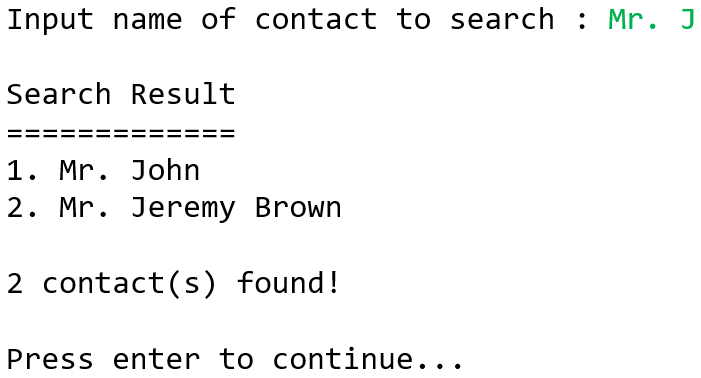 Input name of contact to search : Mr. J
Search Result
=============
1. Mr. John
2. Mr. Jeremy Brown
2 contact(s) found!
Press enter to continue...